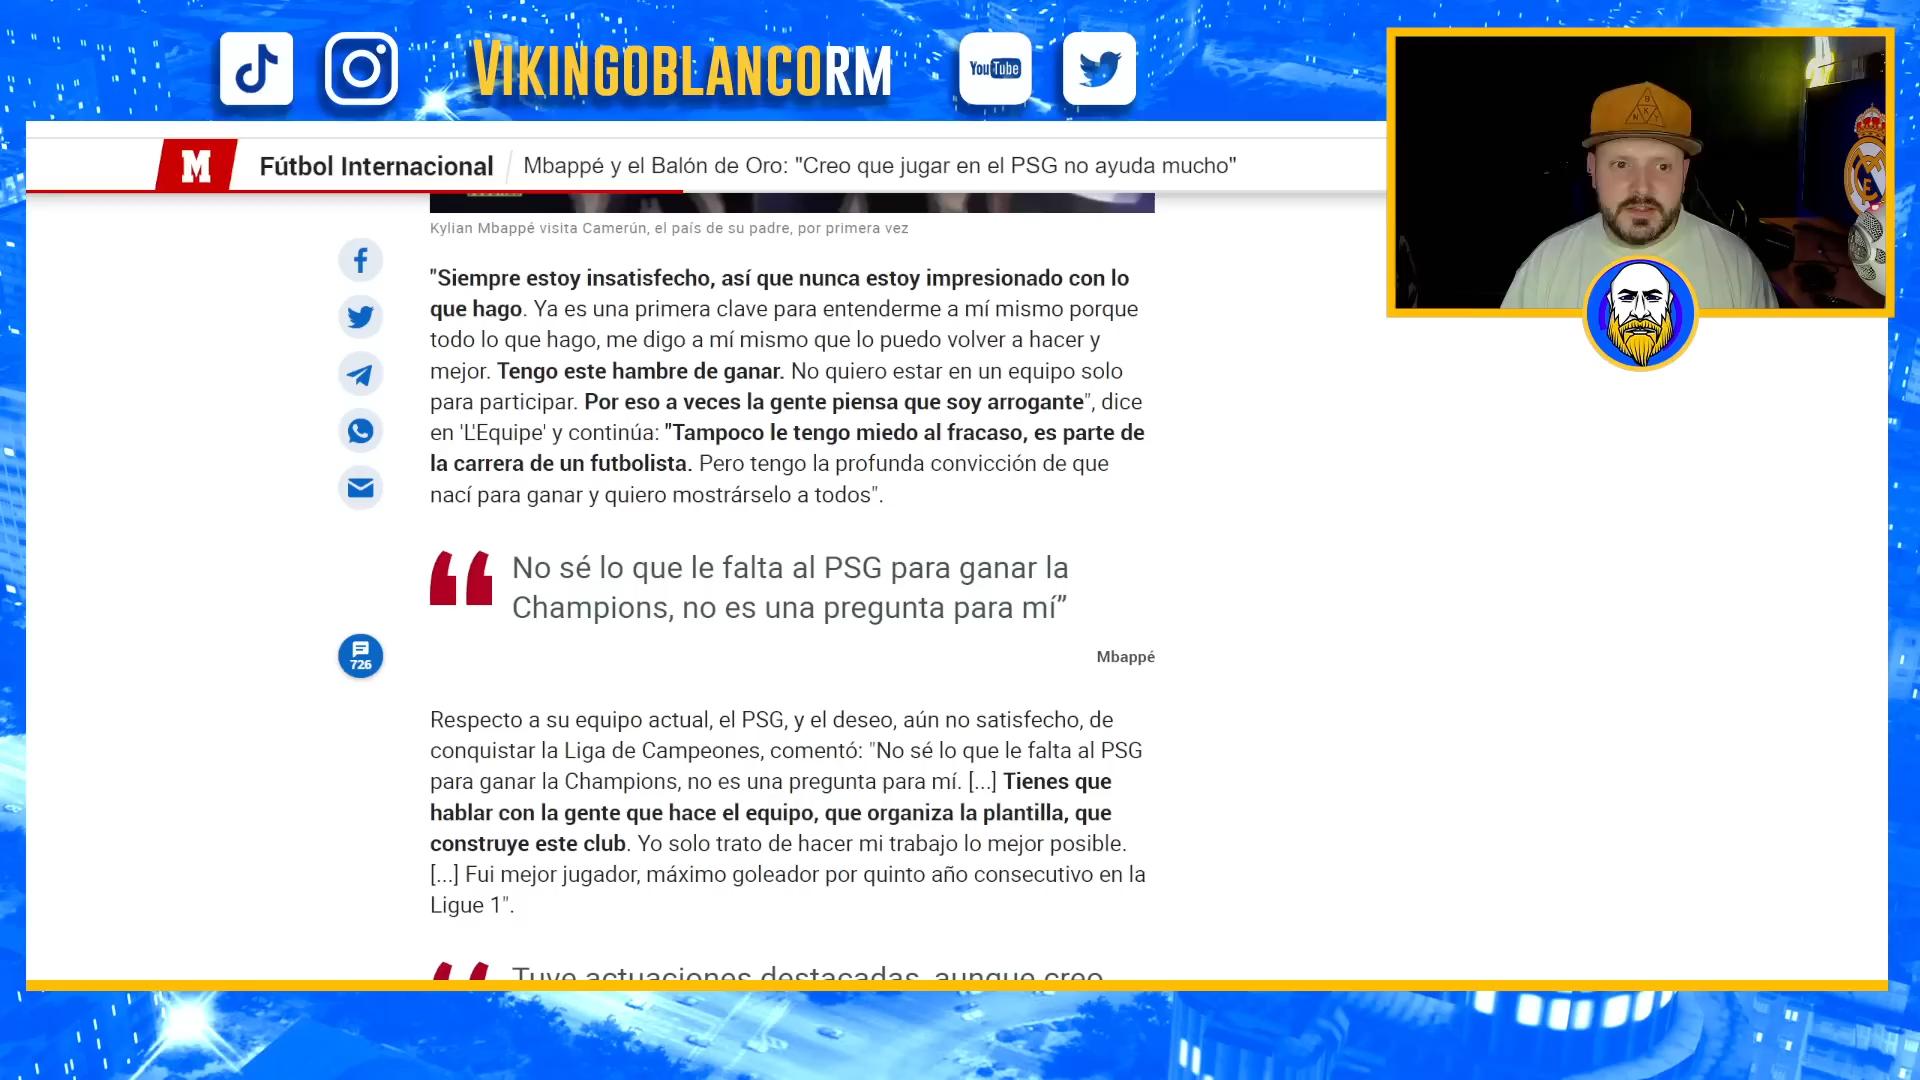 VIKINGOBLANCORM
You Tube
B
N K Y
M
Fútbol Internacional
Mbappé y el Balón de Oro: "Creo que jugar en el PSG no ayuda mucho"
Kylian Mbappé visita Camerún, el país de su padre, por primera vez
"Siempre estoy insatisfecho, así que nunca estoy impresionado con lo
que hago. Ya es una primera clave para entenderme a mí mismo porque
todo lo que hago, me digo a mí mismo que lo puedo volver a hacer y
mejor. Tengo este hambre de ganar. No quiero estar en un equipo solo
para participar. Por eso a veces la gente piensa que soy arrogante", dice
en 'L'Equipe' y continúa: "Tampoco le tengo miedo al fracaso, es parte de
la carrera de un futbolista. Pero tengo la profunda convicción de que
nací para ganar y quiero mostrárselo a todos".
No sé lo que le falta al PSG para ganar la
Champions, no es una pregunta para mí”
726
Mbappé
Respecto a su equipo actual, el PSG, y el deseo, aún no satisfecho, de
conquistar la Liga de Campeones, comentó: "No sé lo que le falta al PSG
para ganar la Champions, no es una pregunta para mí. [...] Tienes que
hablar con la gente que hace el equipo, que organiza la plantilla, que
construye este club. Yo solo trato de hacer mi trabajo lo mejor posible.
[...] Fui mejor jugador, máximo goleador por quinto año consecutivo en la
Ligue 1".
Tuve actuaciones destacadas, aunque creo